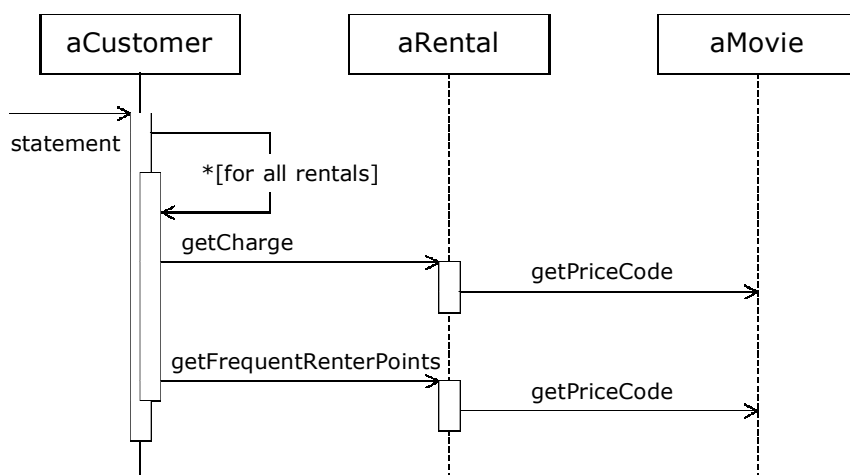 aCustomer
aRental
aMovie
statement
*[for all rentals]
getCharge
getPriceCode
getFrequentRenterPoints
getPriceCode